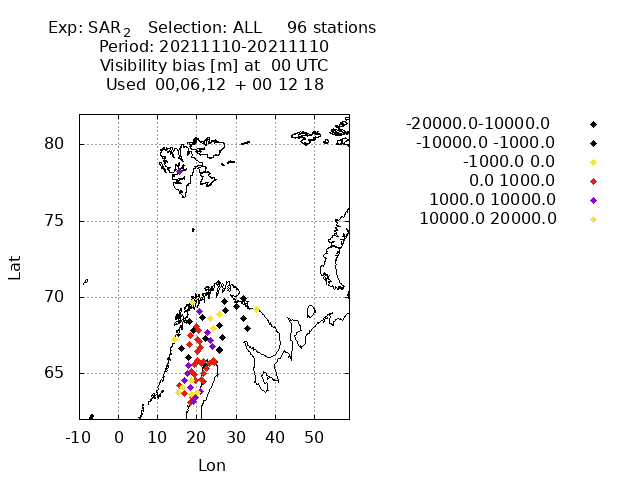 Exp: SAR2 Selection: ALL 96 stations
Period: 20211110-20211110
Visibility bias [m] at 00 UTC
Used 00,06,12 + 00 12 18
-20000.0-10000.0
-10000.0 -1000.0
-1000.0 0.0
0.0 1000.0
1000.0 10000.0
10000.0 20000.0
80
75
70
65
Lat
-10 0 10 20 30 40 50
Lon